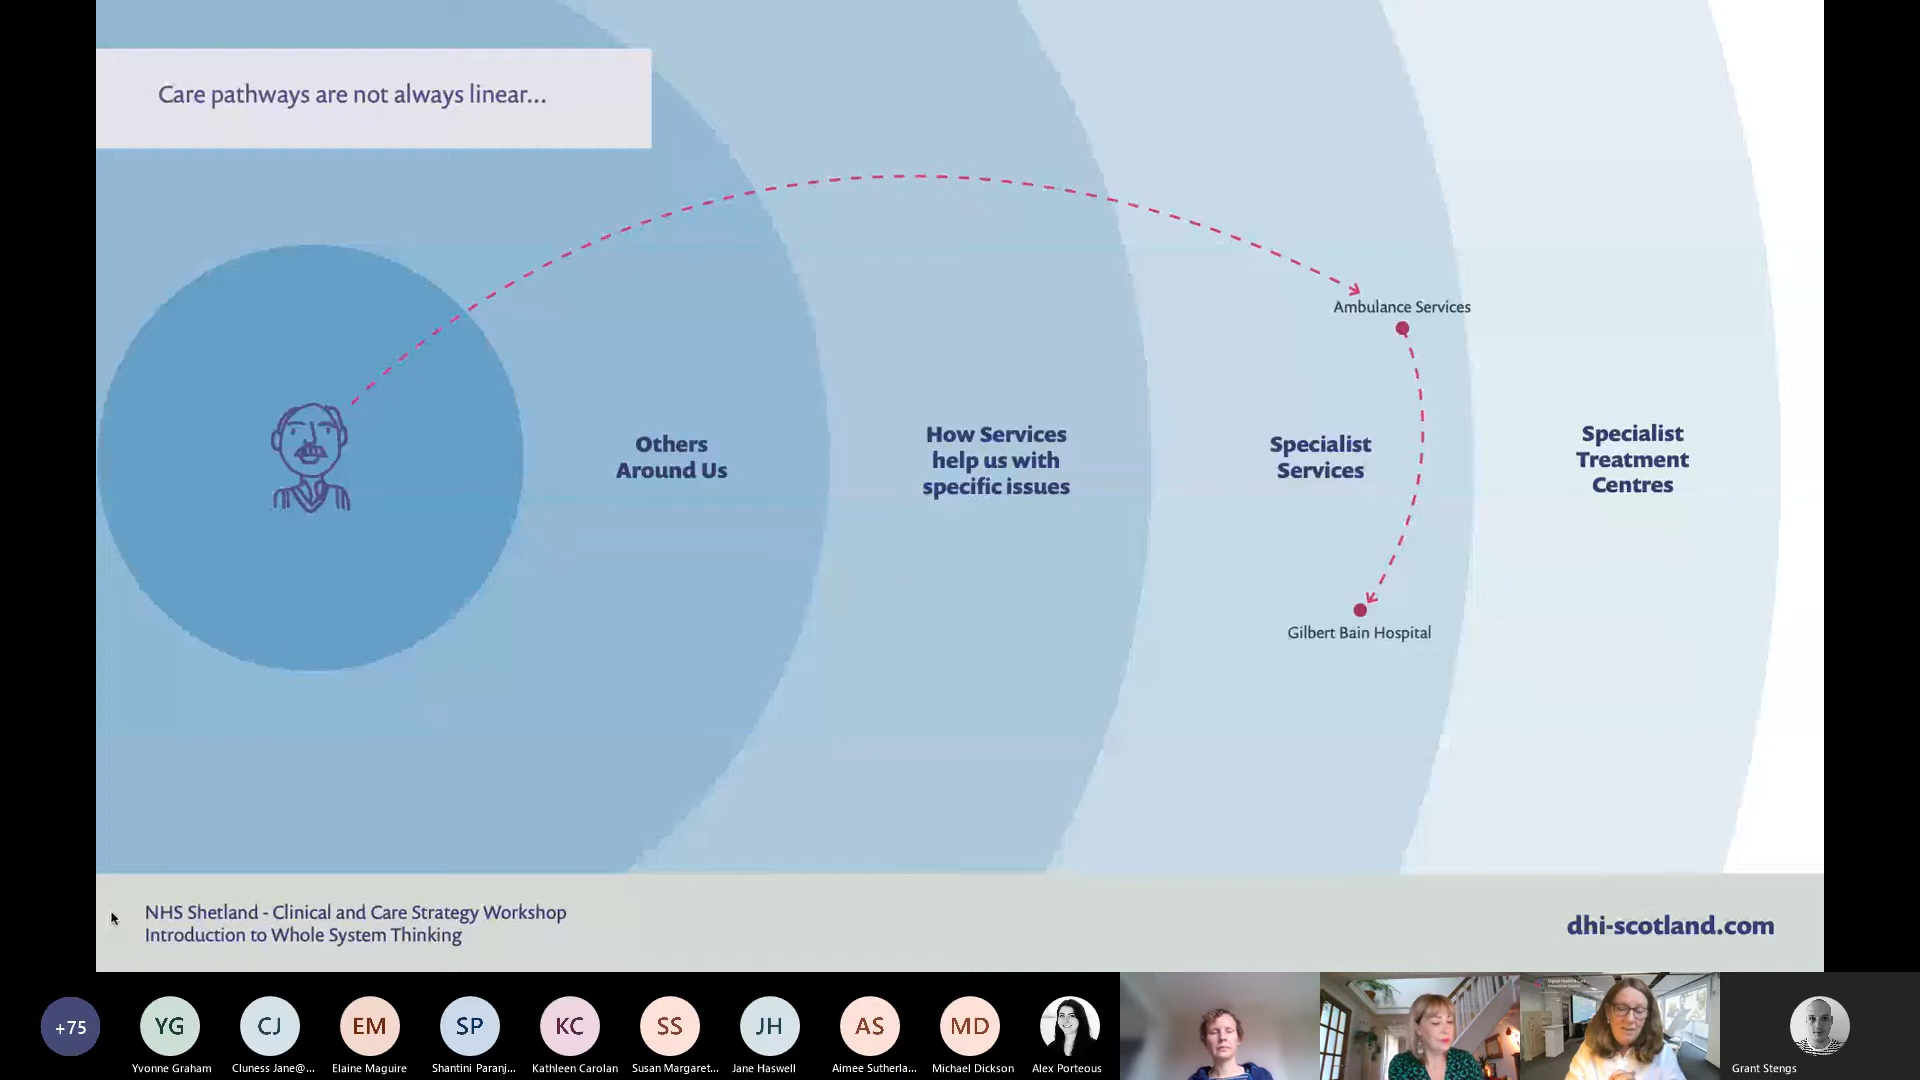 Care pathways are not always linear...
Ambulance Services
Others
Around Us
How Services
help us with
specific issues
Specialist
Services
Specialist
Treatment
Centres
Gilbert Bain Hospital
NHS Shetland - Clinical and Care Strategy Workshop
Introduction to Whole System Thinking
dhi-scotland.com
+75
YG
CJ
EM
SP
KC
SS
JH
AS
MD
Yvonne Graham
Cluness Jane@...
Elaine Maguire
Shantini Paranj...
Kathleen Carolan
Susan Margaret...
Jane Haswell
Aimee Sutherla...
Michael Dickson
Alex Porteous
Grant Stengs